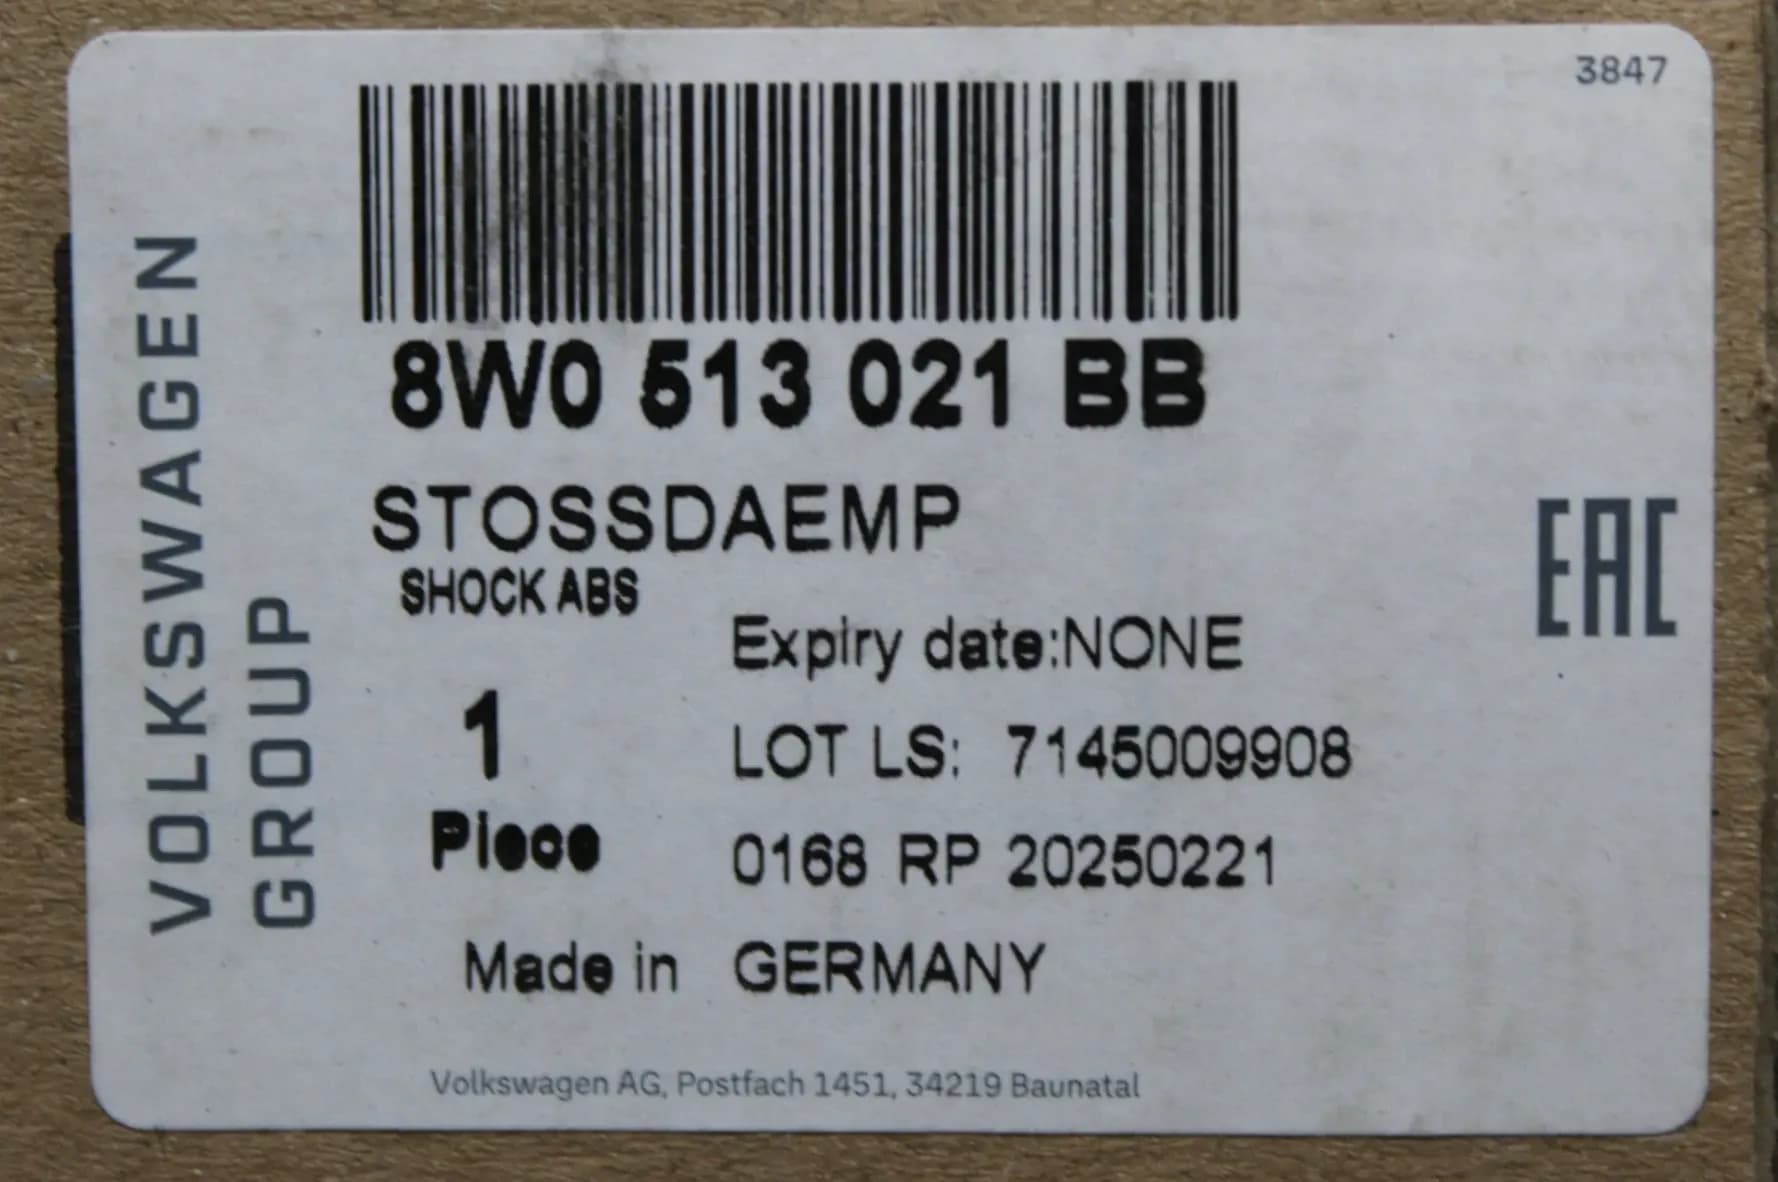 3847
VOLKSWAGEN
GROUP
8W0 513 021 BB
STOSSDAEMP
SHOCK ABS
Expiry date:NONE
1
LOT LS: 7145009908
Piece
0168 RP 20250221
Made in GERMANY
EAC
Volkswagen AG, Postfach 1451, 34219 Baunatal